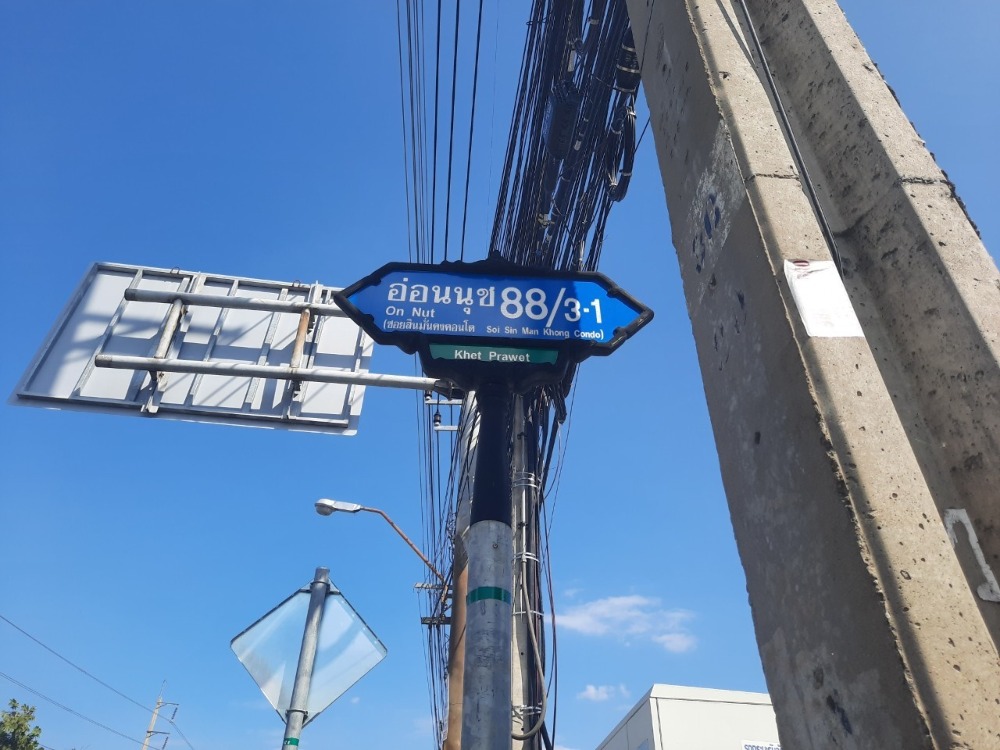 อ่อนนุช 88/3-1
On Nut
(ซอยสินมั่นคงคอนโด Soi Sin Man Khong Condo)
Khet Prawet